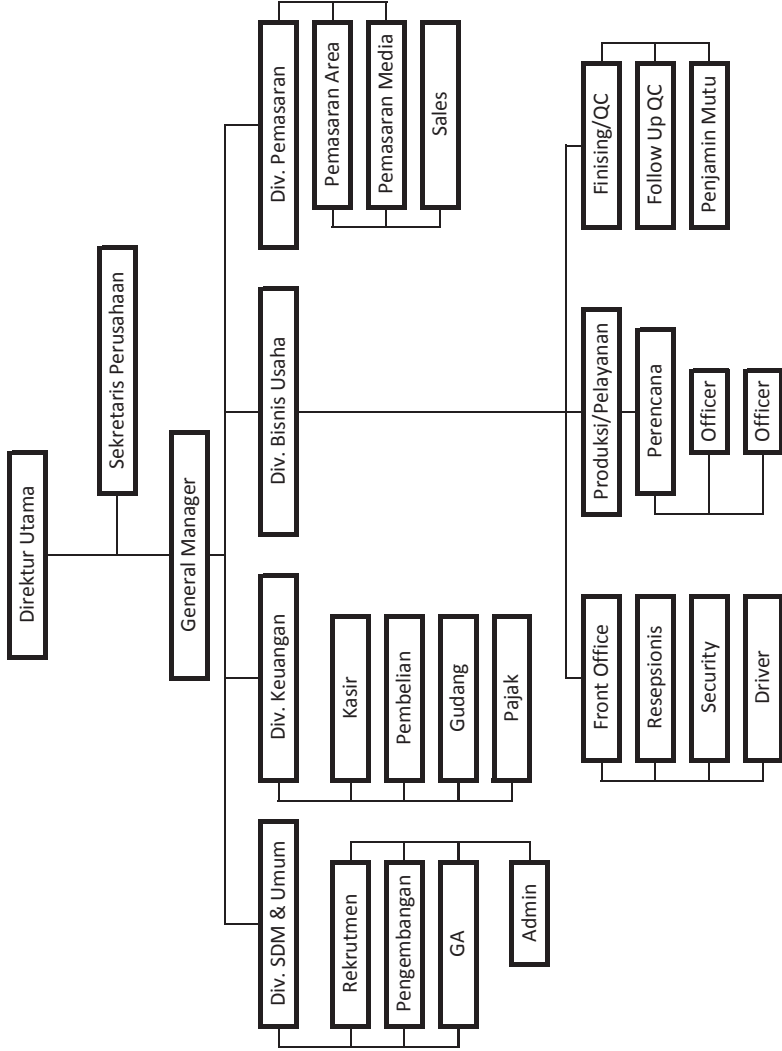 Direktur Utama
Sekretaris Perusahaan
General Manager
Div. SDM & Umum
Rekrutmen
Pengembangan
GA
Admin
Div. Keuangan
Kasir
Pembelian
Gudang
Pajak
Div. Bisnis Usaha
Div. Pemasaran
Pemasaran Area
Pemasaran Media
Sales
Front Office
Resepsionis
Security
Driver
Produksi/Pelayanan
Perencana
Officer
Officer
Finising/QC
Follow Up QC
Penjamin Mutu